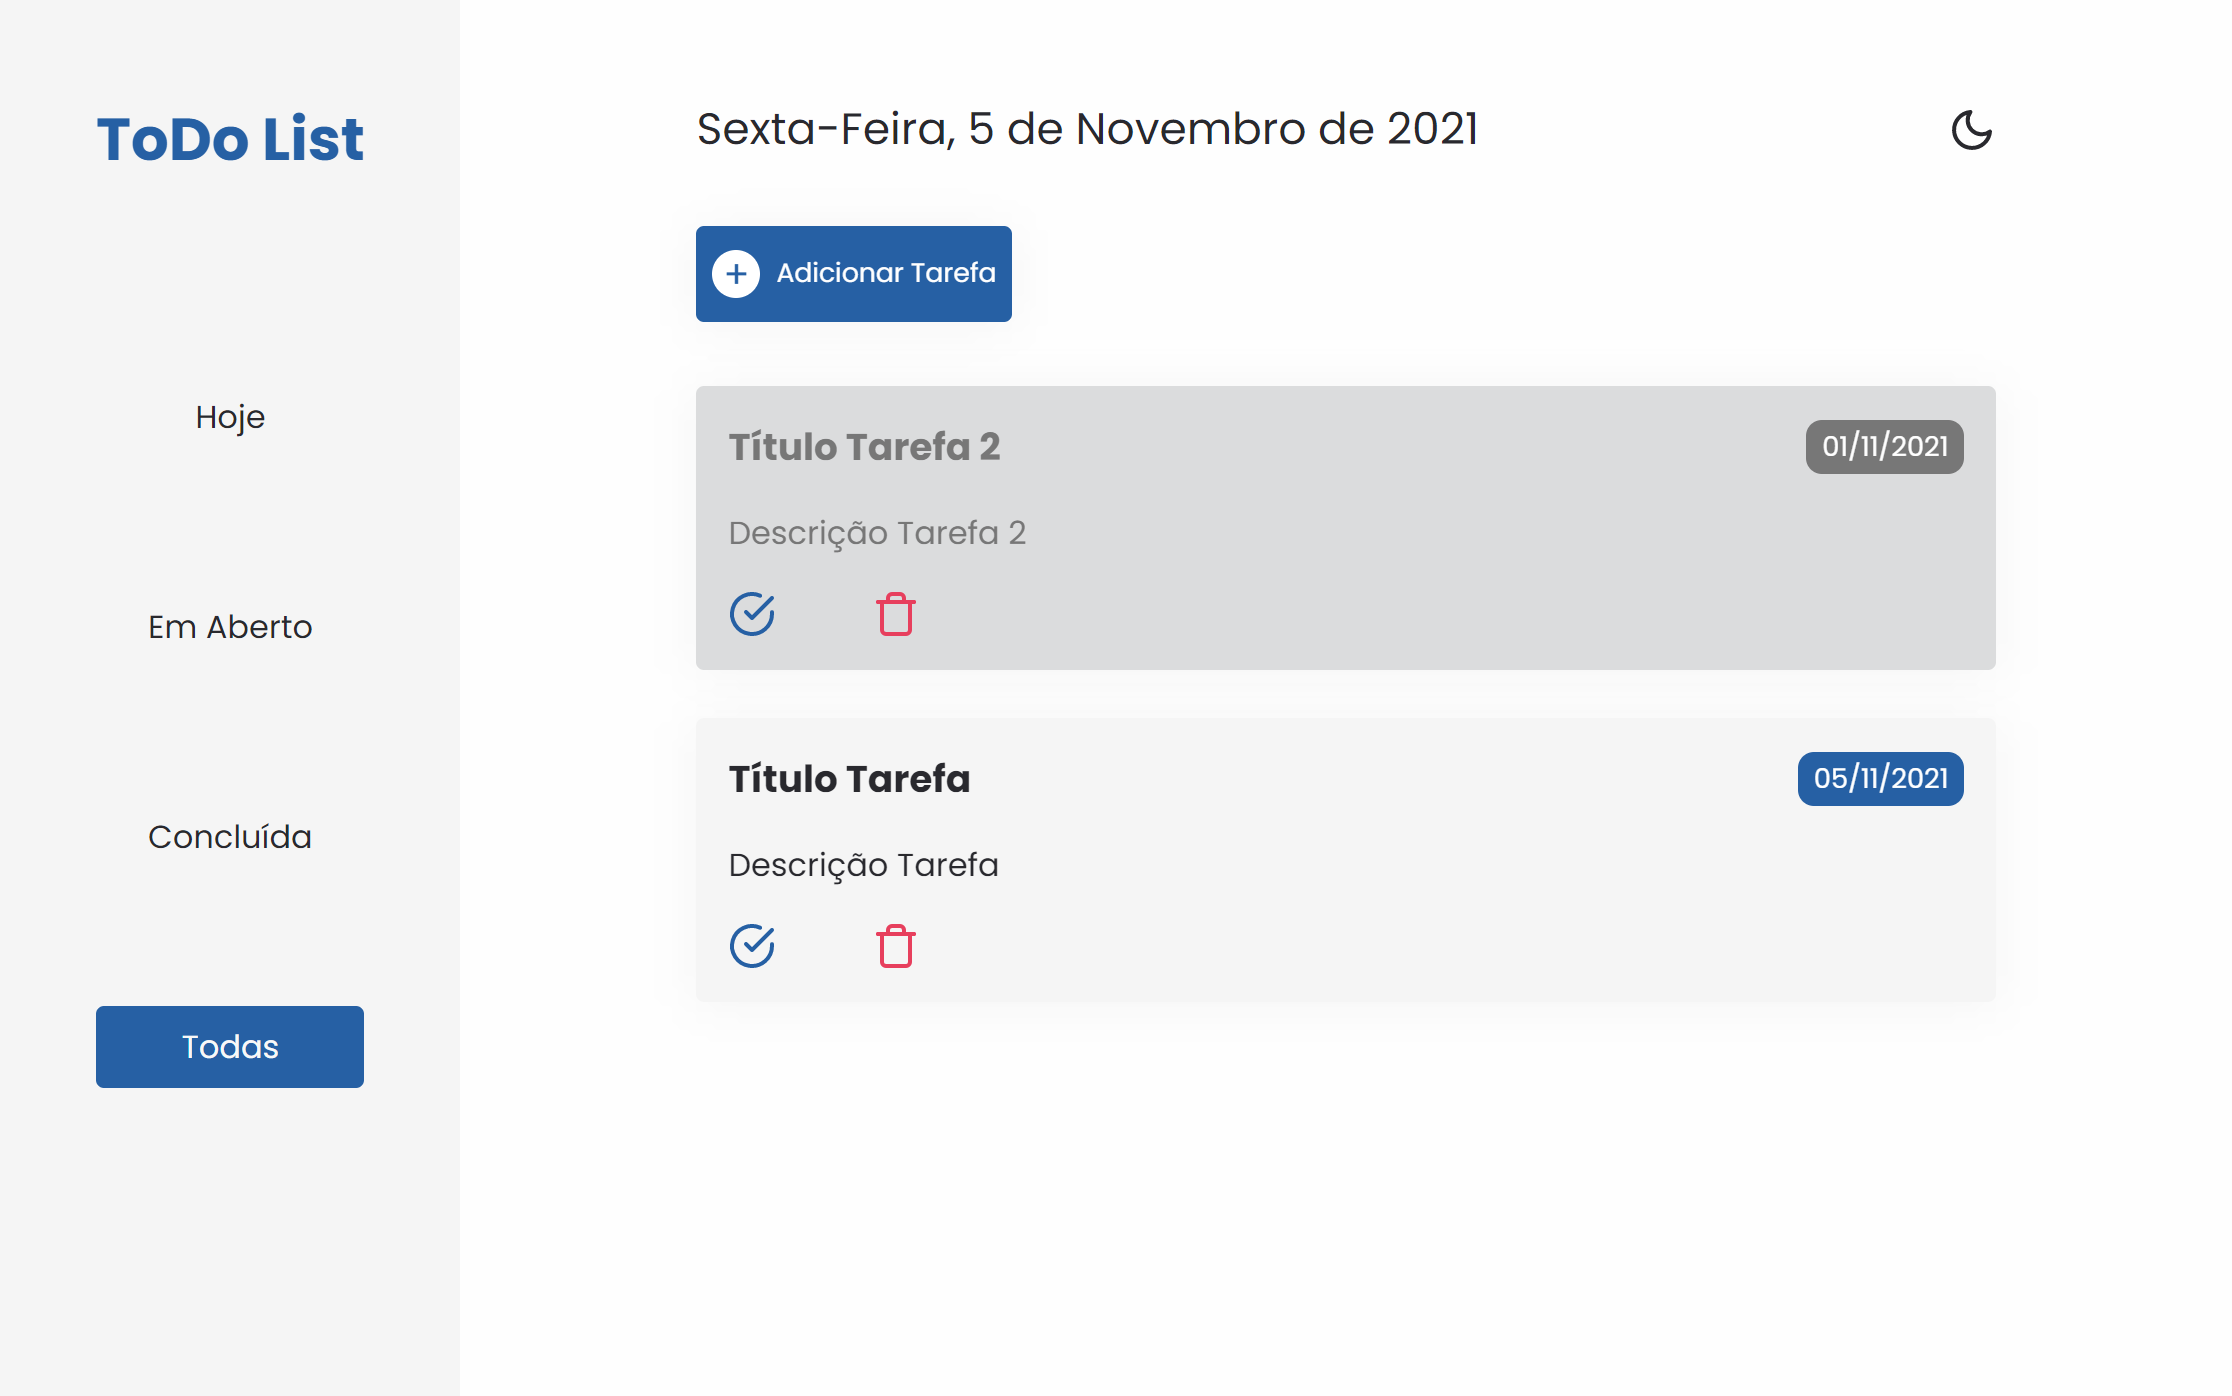 ToDo List
Hoje
Em Aberto
Concluída
Todas
Sexta-Feira, 5 de Novembro de 2021
Adicionar Tarefa
Título Tarefa 2
01/11/2021
Descrição Tarefa 2
Título Tarefa
05/11/2021
Descrição Tarefa